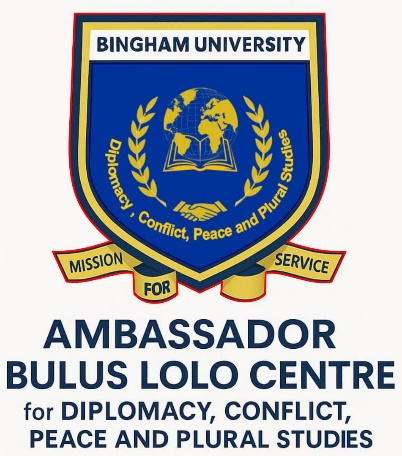 BINGHAM UNIVERSITY
Diplomacy, Conflict, Peace and Plural Studies
MISSION FOR SERVICE
AMBASSADOR
BULUS LOLO CENTRE
for DIPLOMACY, CONFLICT,
PEACE AND PLURAL STUDIES